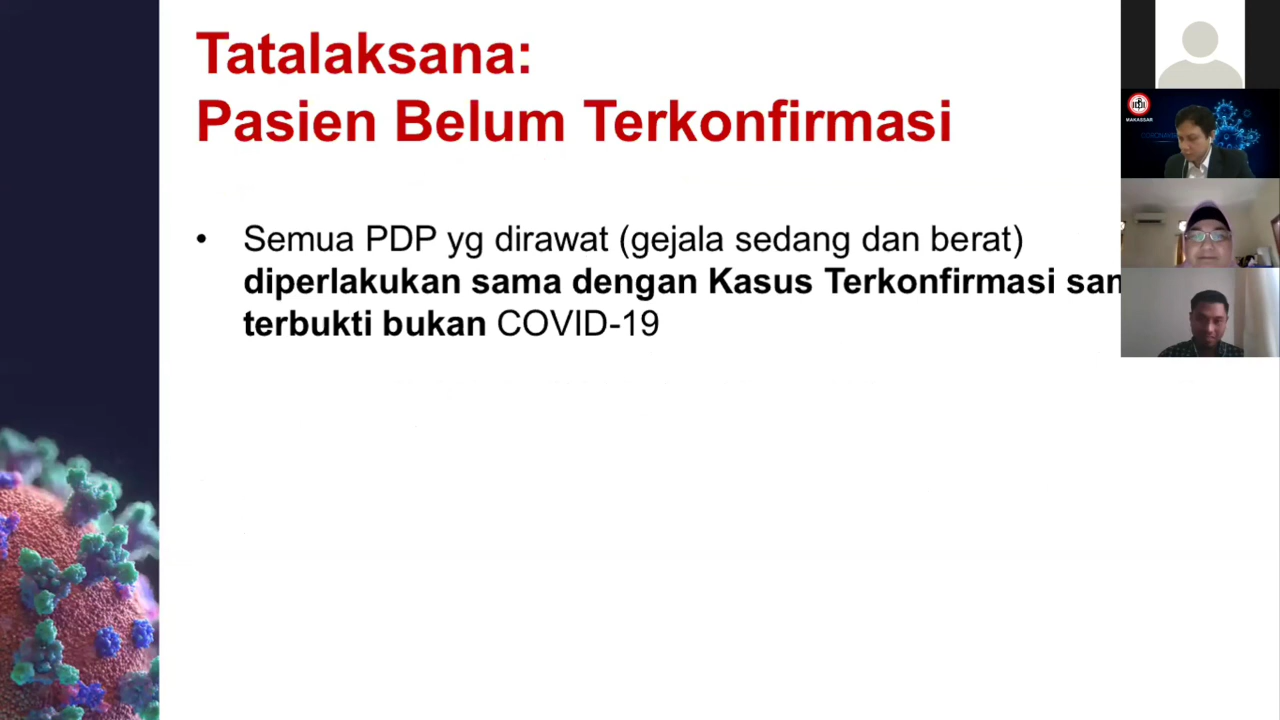 Tatalaksana:
Pasien Belum Terkonfirmasi
• Semua PDP yg dirawat (gejala sedang dan berat)
diperlakukan sama dengan Kasus Terkonfirmasi
terbukti bukan COVID-19
MAKASSAR